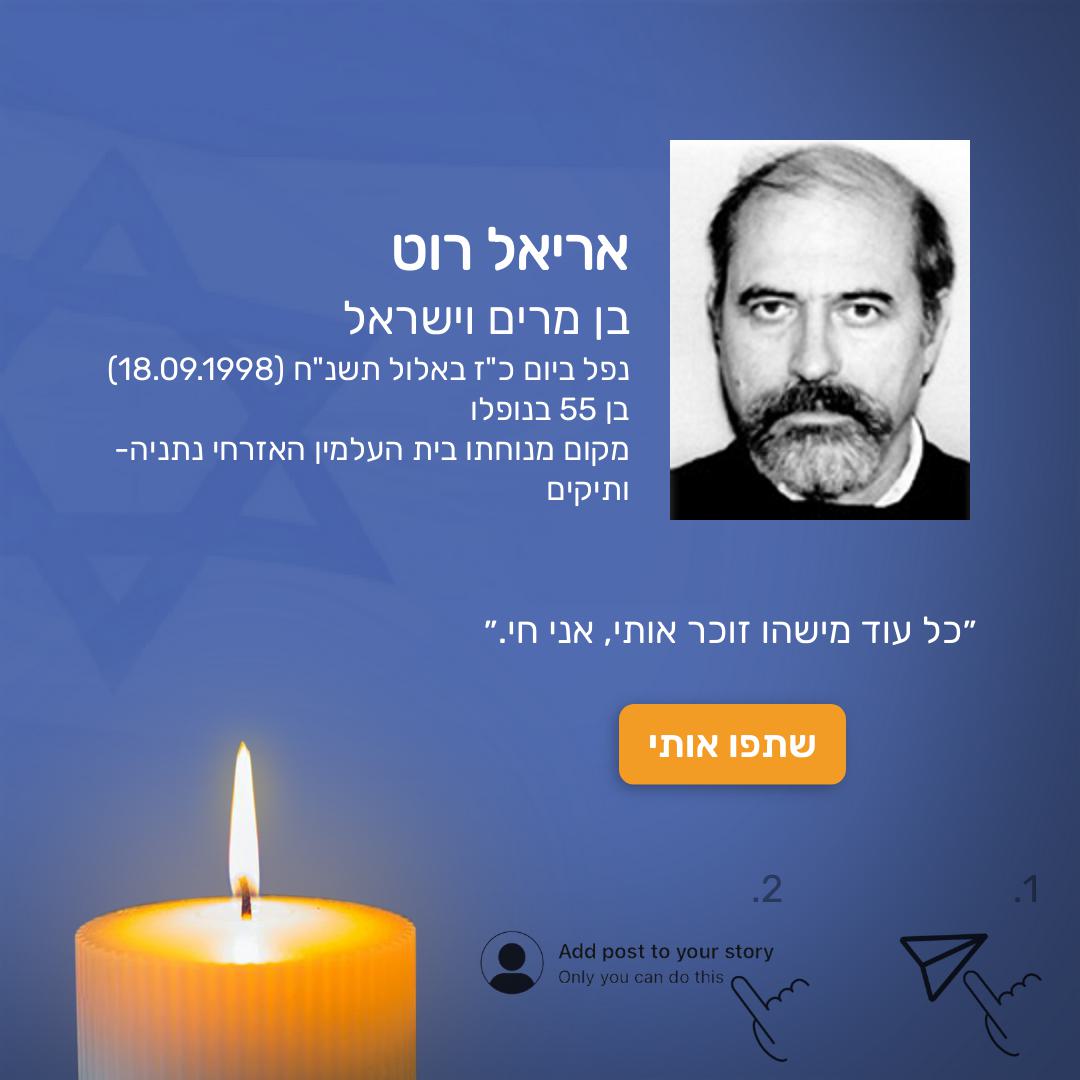 אריאל רוט
בן מרים וישראל
נפל ביום כ"ז באלול תשנ"ח (18.09.1998)
בן 55 בנופלו
מקום מנוחתו בית העלמין האזרחי נתניה-
ותיקים
״כל עוד מישהו זוכר אותי, אני חי.״
שתפו אותי
.1
.2
Add post to your story
Only you can do this